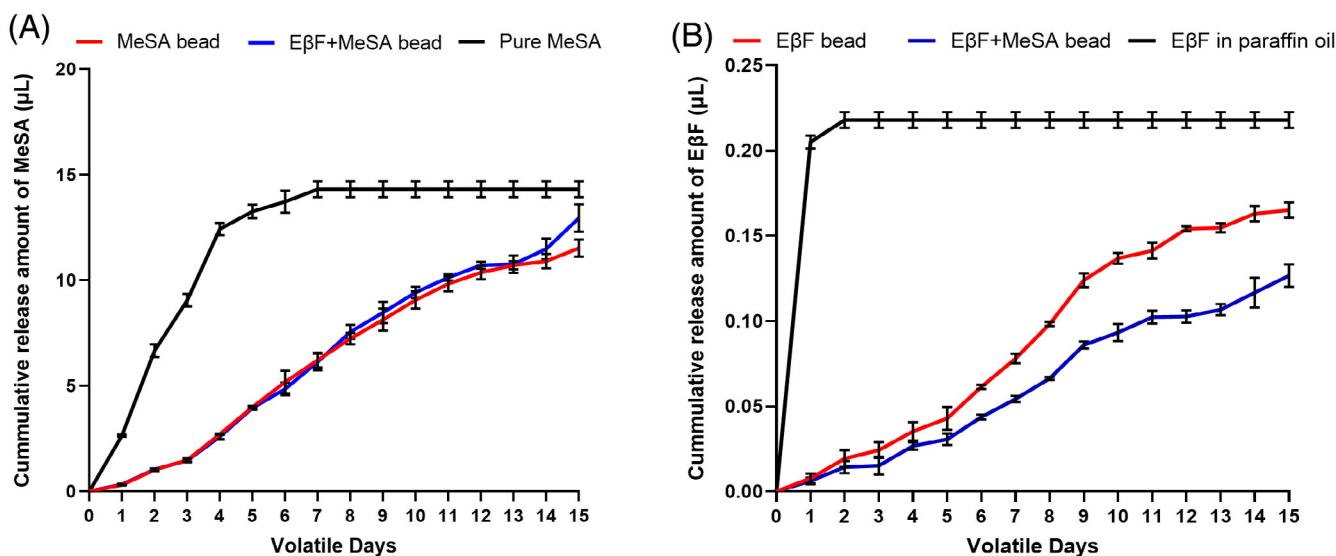 (A)
MeSA bead EβF+MeSA bead Pure MeSA
Cummulative release amount of MeSA (µL)
20
15
10
5
0
0 1 2 3 4 5 6 7 8 9 10 11 12 13 14 15
Volatile Days
(B)
EβF bead EβF+MeSA bead EβF in paraffin oil
Cummulative release amount of EβF (µL)
0.25
0.20
0.15
0.10
0.05
0.00
0 1 2 3 4 5 6 7 8 9 10 11 12 13 14 15
Volatile Days